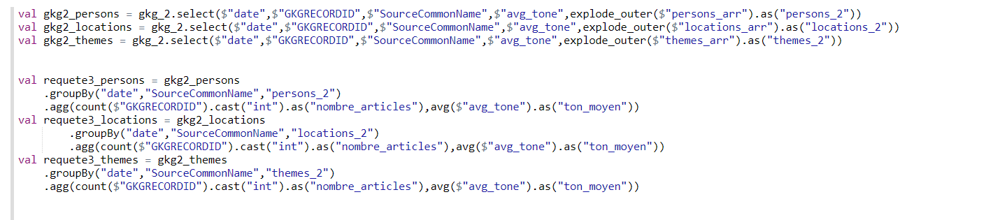 val gkg2_persons = gkg_2.select($"date",$"GKGRECORDID",$"SourceCommonName",$"avg_tone",explode_outer($"persons_arr").as("persons_2"))
val gkg2_locations = gkg_2.select($"date",$"GKGRECORDID",$"SourceCommonName",$"avg_tone",explode_outer($"locations_arr").as("locations_2"))
val gkg2_themes = gkg_2.select($"date",$"GKGRECORDID",$"SourceCommonName",$"avg_tone",explode_outer($"themes_arr").as("themes_2"))
val requete3_persons = gkg2_persons
.groupBy("date","SourceCommonName","persons_2")
.agg(count($"GKGRECORDID").cast("int").as("nombre_articles"),avg($"avg_tone").as("ton_moyen"))
val requete3_locations = gkg2_locations
.groupBy("date","SourceCommonName","locations_2")
.agg(count($"GKGRECORDID").cast("int").as("nombre_articles"),avg($"avg_tone").as("ton_moyen"))
val requete3_themes = gkg2_themes
.groupBy("date","SourceCommonName","themes_2")
.agg(count($"GKGRECORDID").cast("int").as("nombre_articles"),avg($"avg_tone").as("ton_moyen"))